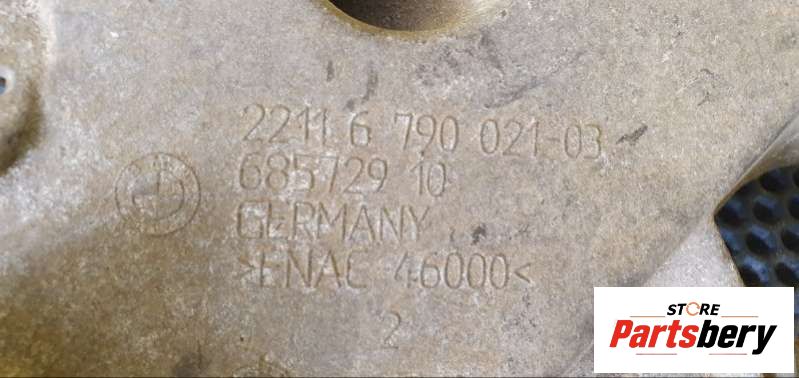 2211 6 790 021-03
685729 10
GERMANY
>ENAC 46000<
2
STORE
Partsbery